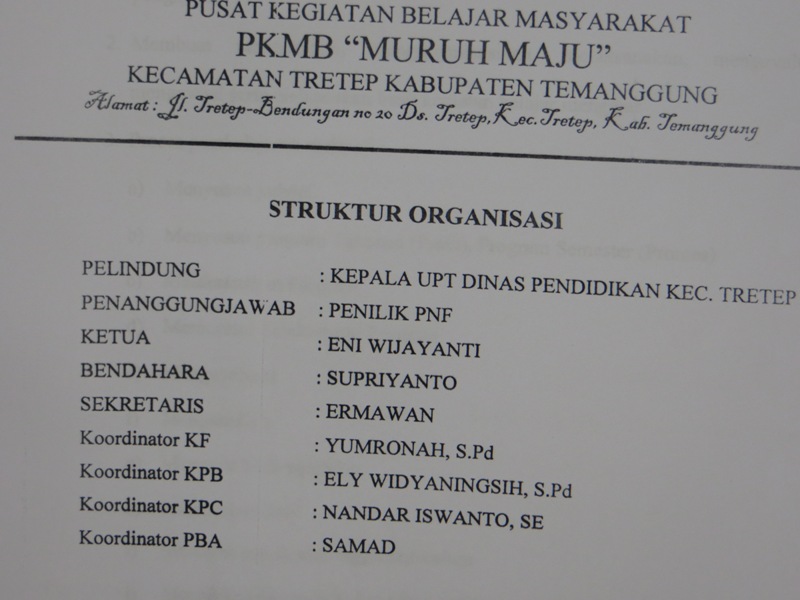 PUSAT KEGIATAN BELAJAR MASYARAKAT
PKMB “MURUH MAJU”
KECAMATAN TRETEP KABUPATEN TEMANGGUNG
Alamat : Jl. Tretep-Bendungan no 20 Ds. Tretep, Kec. Tretep, Kab. Temanggung
STRUKTUR ORGANISASI
PELINDUNG : KEPALA UPT DINAS PENDIDIKAN KEC. TRETEP
PENANGGUNGJAWAB : PENILIK PNF
KETUA : ENI WIJAYANTI
BENDAHARA : SUPRIYANTO
SEKRETARIS : ERMAWAN
Koordinator KF : YUMRONAH, S.Pd
Koordinator KPB : ELY WIDYANINGSIH, S.Pd
Koordinator KPC : NANDAR ISWANTO, SE
Koordinator PBA : SAMAD